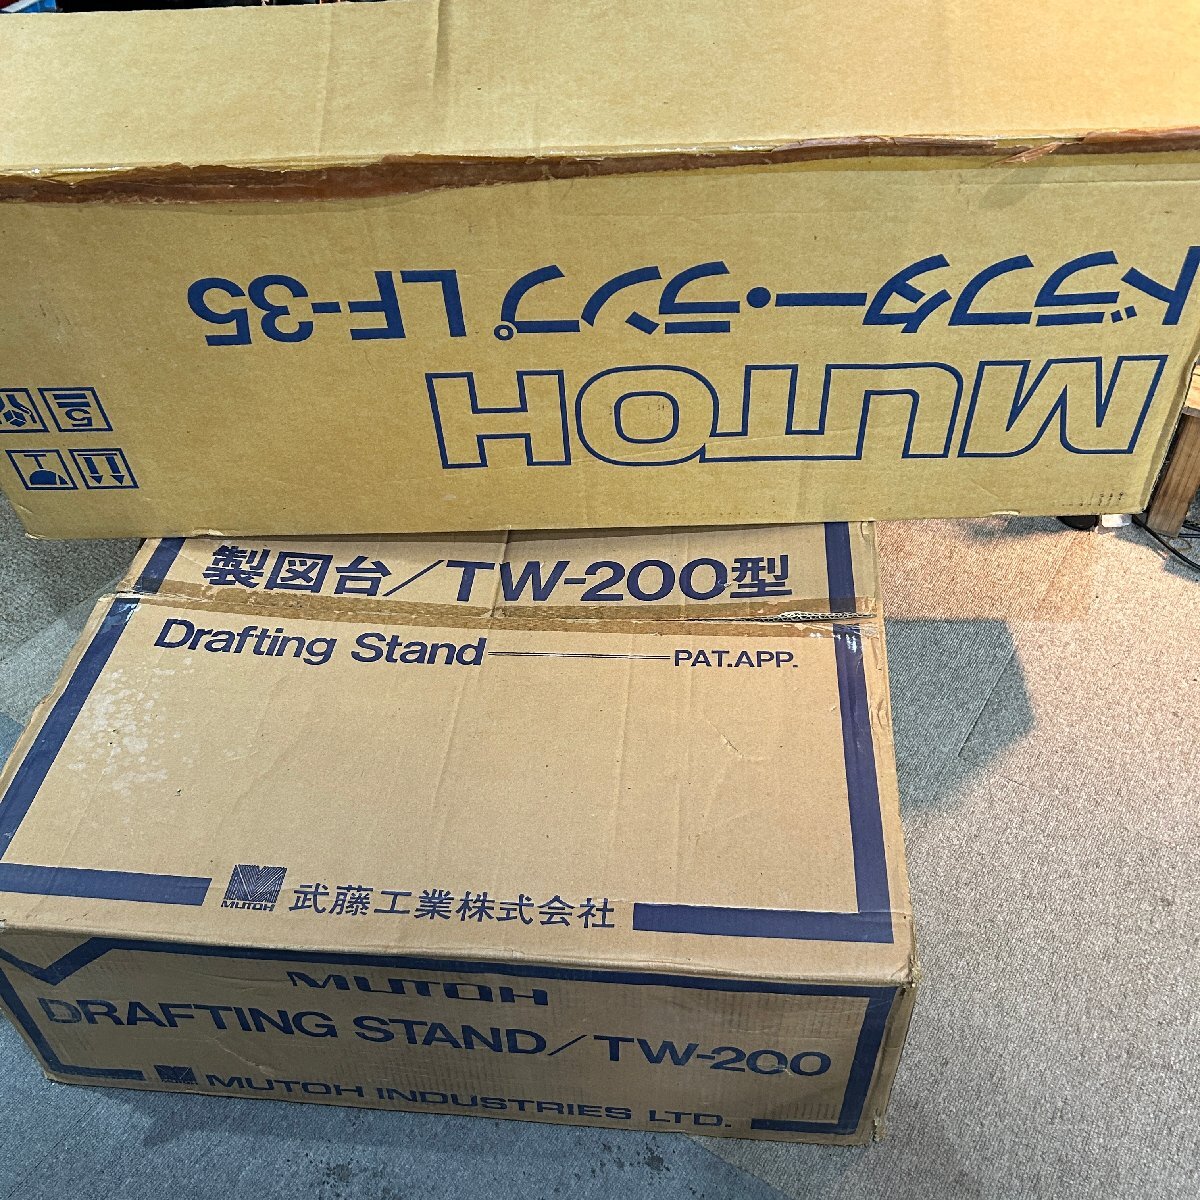 ドラフター・ランプ LF-35
MUTOH
5
製図台/TW-200型
Drafting Stand PAT.APP.
MUTOH 武藤工業株式会社
MUTOH
DRAFTING STAND/TW-200
MUTOH INDUSTRIES LTD.